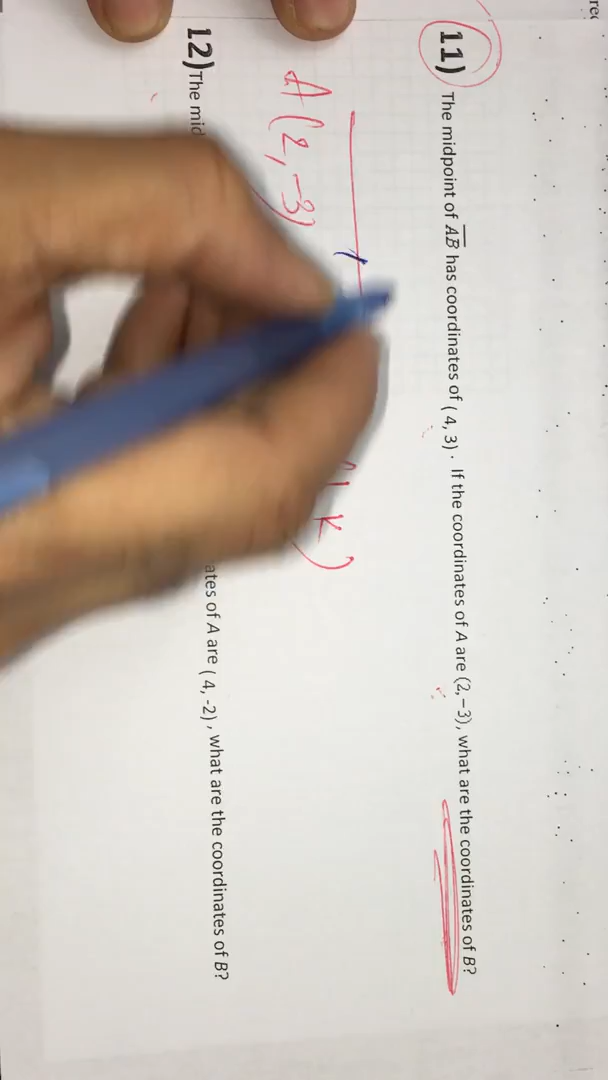 11) The midpoint of AB has coordinates of ( 4, 3) . If the coordinates of A are (2, −3), what are the coordinates of B?
A (2, -3)
K )
12) The mid
ates of A are ( 4, -2) , what are the coordinates of B?